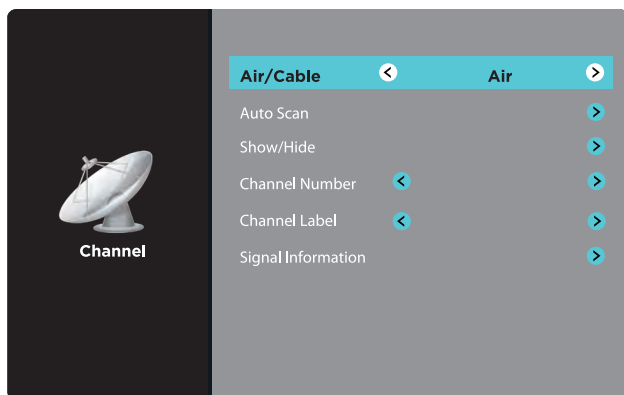 Air/Cable Air
Auto Scan
Show/Hide
Channel Number
Channel Label
Signal Information
Channel